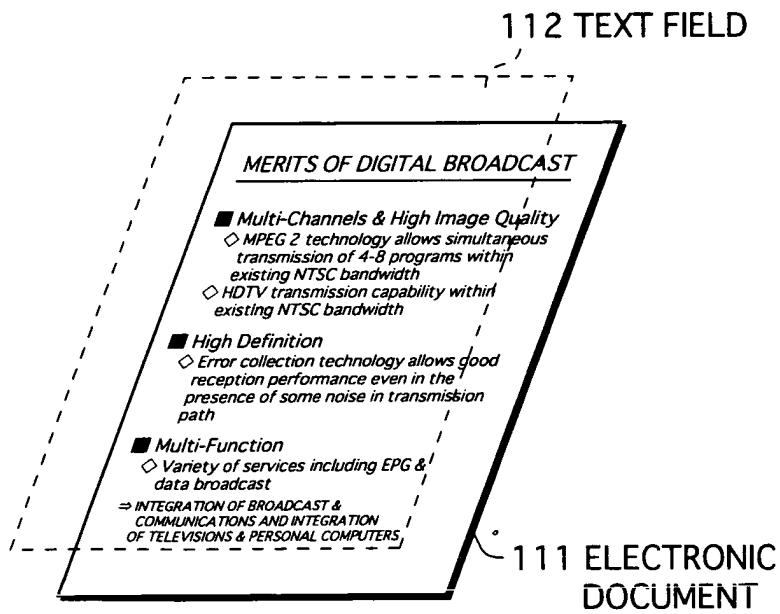 112 TEXT FIELD
MERITS OF DIGITAL BROADCAST
■ Multi-Channels & High Image Quality
◇ MPEG 2 technology allows simultaneous
transmission of 4-8 programs within
existing NTSC bandwidth
◇ HDTV transmission capability within
existing NTSC bandwidth
■ High Definition
◇ Error collection technology allows good
reception performance even in the
presence of some noise in transmission
path
■ Multi-Function
◇ Variety of services including EPG &
data broadcast
⇒ INTEGRATION OF BROADCAST &
COMMUNICATIONS AND INTEGRATION
OF TELEVISIONS & PERSONAL COMPUTERS
111 ELECTRONIC
DOCUMENT